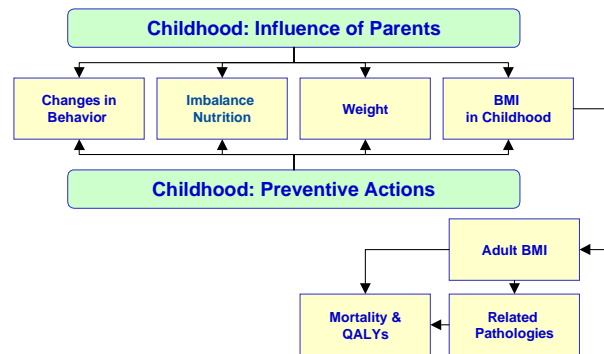 Childhood: Influence of Parents
Changes in
Behavior
Imbalance
Nutrition
Weight
BMI
in Childhood
Childhood: Preventive Actions
Adult BMI
Mortality &
QALYs
Related
Pathologies